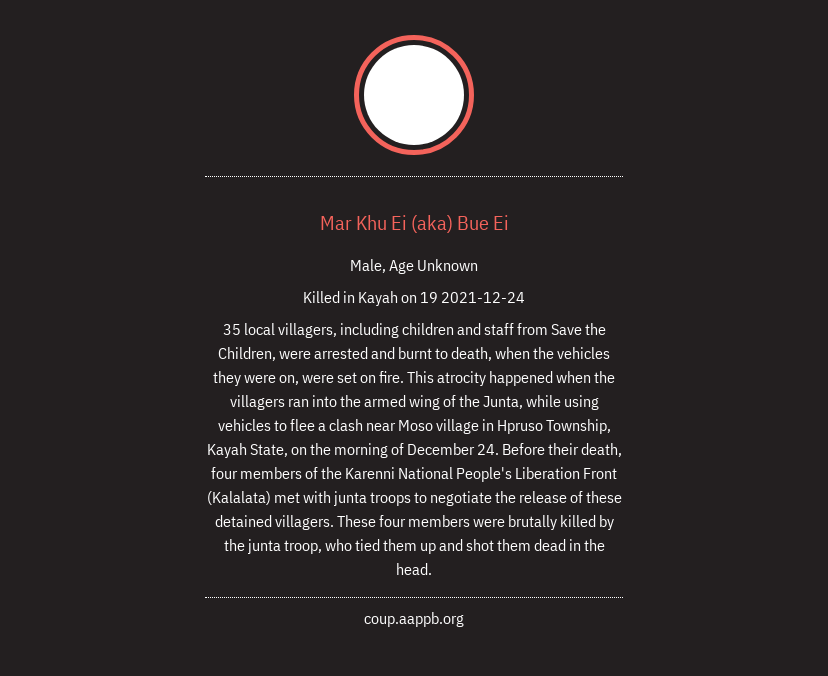 Mar Khu Ei (aka) Bue Ei
Male, Age Unknown
Killed in Kayah on 19 2021-12-24
35 local villagers, including children and staff from Save the
Children, were arrested and burnt to death, when the vehicles
they were on, were set on fire. This atrocity happened when the
villagers ran into the armed wing of the Junta, while using
vehicles to flee a clash near Moso village in Hpruso Township,
Kayah State, on the morning of December 24. Before their death,
four members of the Karenni National People's Liberation Front
(Kalalata) met with junta troops to negotiate the release of these
detained villagers. These four members were brutally killed by
the junta troop, who tied them up and shot them dead in the
head.
coup.aappb.org